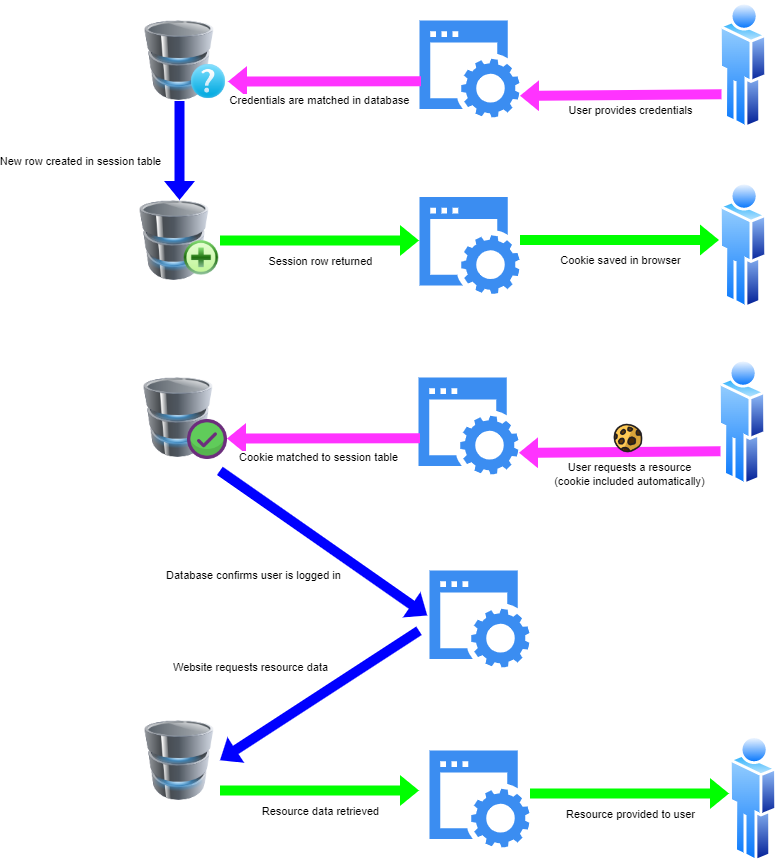 Credentials are matched in database
User provides credentials
New row created in session table
Session row returned
Cookie saved in browser
Cookie matched to session table
User requests a resource
(cookie included automatically)
Database confirms user is logged in
Website requests resource data
Resource data retrieved
Resource provided to user